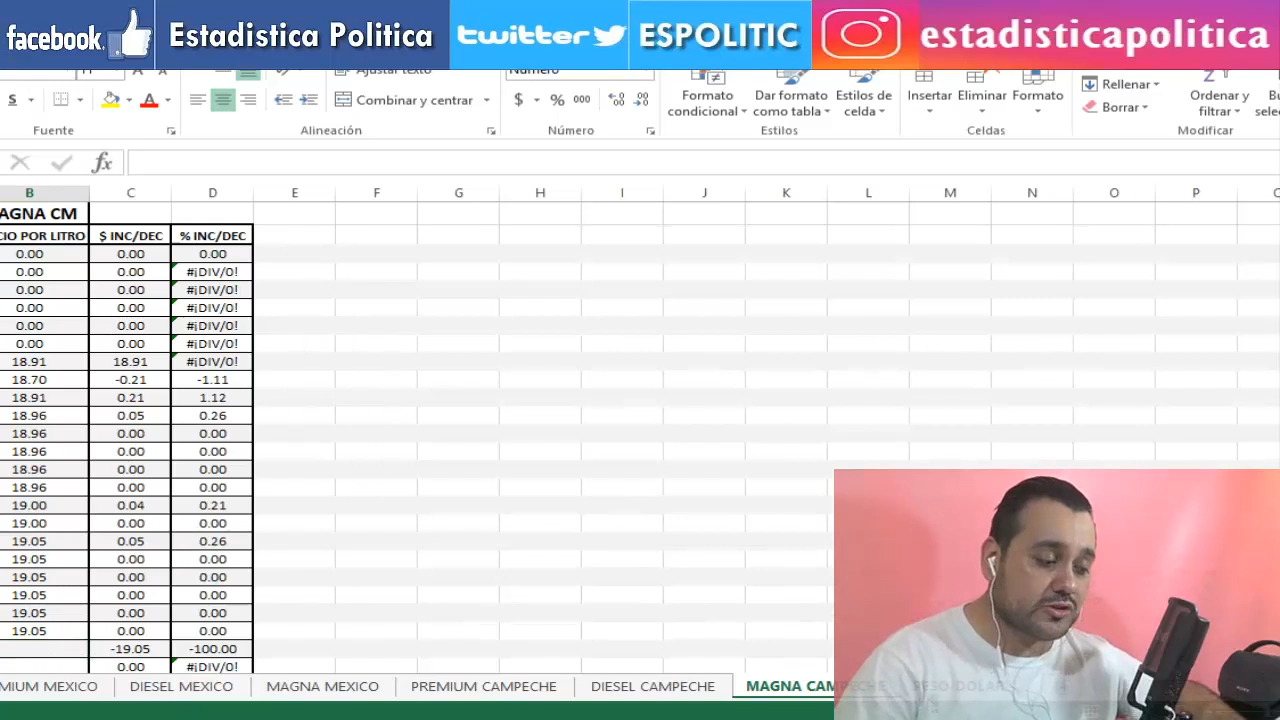 facebook. Estadistica Politica twitter ESPOLITIC estadisticapolitica
Ajustar texto Número
S Combinar y centrar $ % 000 Formato condicional Dar formato como tabla Estilos de celda Insertar Eliminar Formato Rellenar Borrar Ordenar y filtrar
Fuente Alineación Número Estilos Celdas Modificar
fx
B C D E F G H I J K L M N O P
AGNA CM
CIO POR LITRO $ INC/DEC % INC/DEC
0.00 0.00 0.00
0.00 0.00 #¡DIV/0!
0.00 0.00 #¡DIV/0!
0.00 0.00 #¡DIV/0!
0.00 0.00 #¡DIV/0!
0.00 0.00 #¡DIV/0!
18.91 18.91 #¡DIV/0!
18.70 -0.21 -1.11
18.91 0.21 1.12
18.96 0.05 0.26
18.96 0.00 0.00
18.96 0.00 0.00
18.96 0.00 0.00
18.96 0.00 0.00
19.00 0.04 0.21
19.00 0.00 0.00
19.05 0.05 0.26
19.05 0.00 0.00
19.05 0.00 0.00
19.05 0.00 0.00
19.05 0.00 0.00
19.05 0.00 0.00
-19.05 -100.00
0.00 #¡DIV/0!
MIUM MEXICO DIESEL MEXICO MAGNA MEXICO PREMIUM CAMPECHE DIESEL CAMPECHE MAGNA CAMPECHE PESO-DOLAR